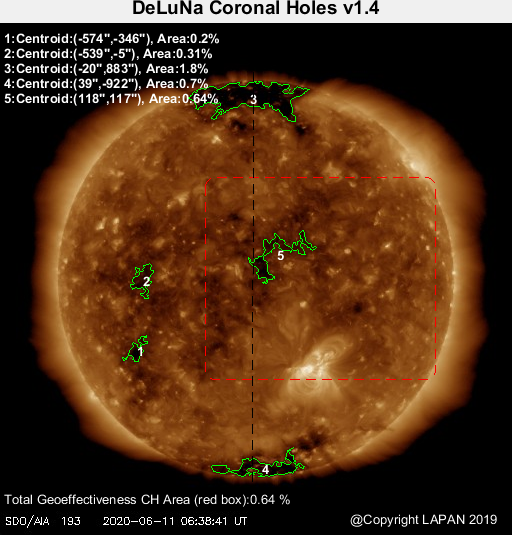 DeLuNa Coronal Holes v1.4
1:Centroid:(-574",-346"), Area:0.2%
2:Centroid:(-539",-5"), Area:0.31%
3:Centroid:(-20",883"), Area:1.8%
4:Centroid:(39",-922"), Area:0.7%
5:Centroid:(118",117"), Area:0.64%
3
5
2
1
4
Total Geoeffectiveness CH Area (red box):0.64 %
SDO/AIA 193 2020-06-11 06:38:41 UT
@Copyright LAPAN 2019